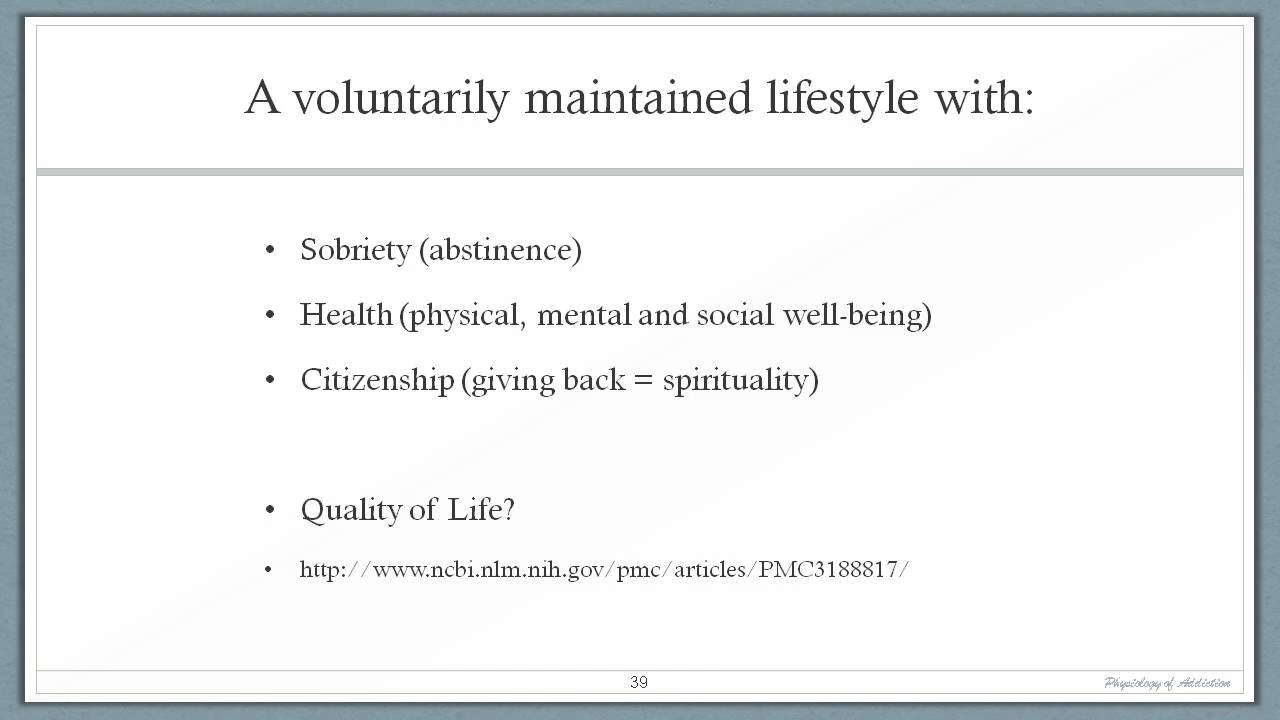 A voluntarily maintained lifestyle with:
• Sobriety (abstinence)
• Health (physical, mental and social well-being)
• Citizenship (giving back = spirituality)
• Quality of Life?
• http://www.ncbi.nlm.nih.gov/pmc/articles/PMC3188817/
39
Physiology of Addiction